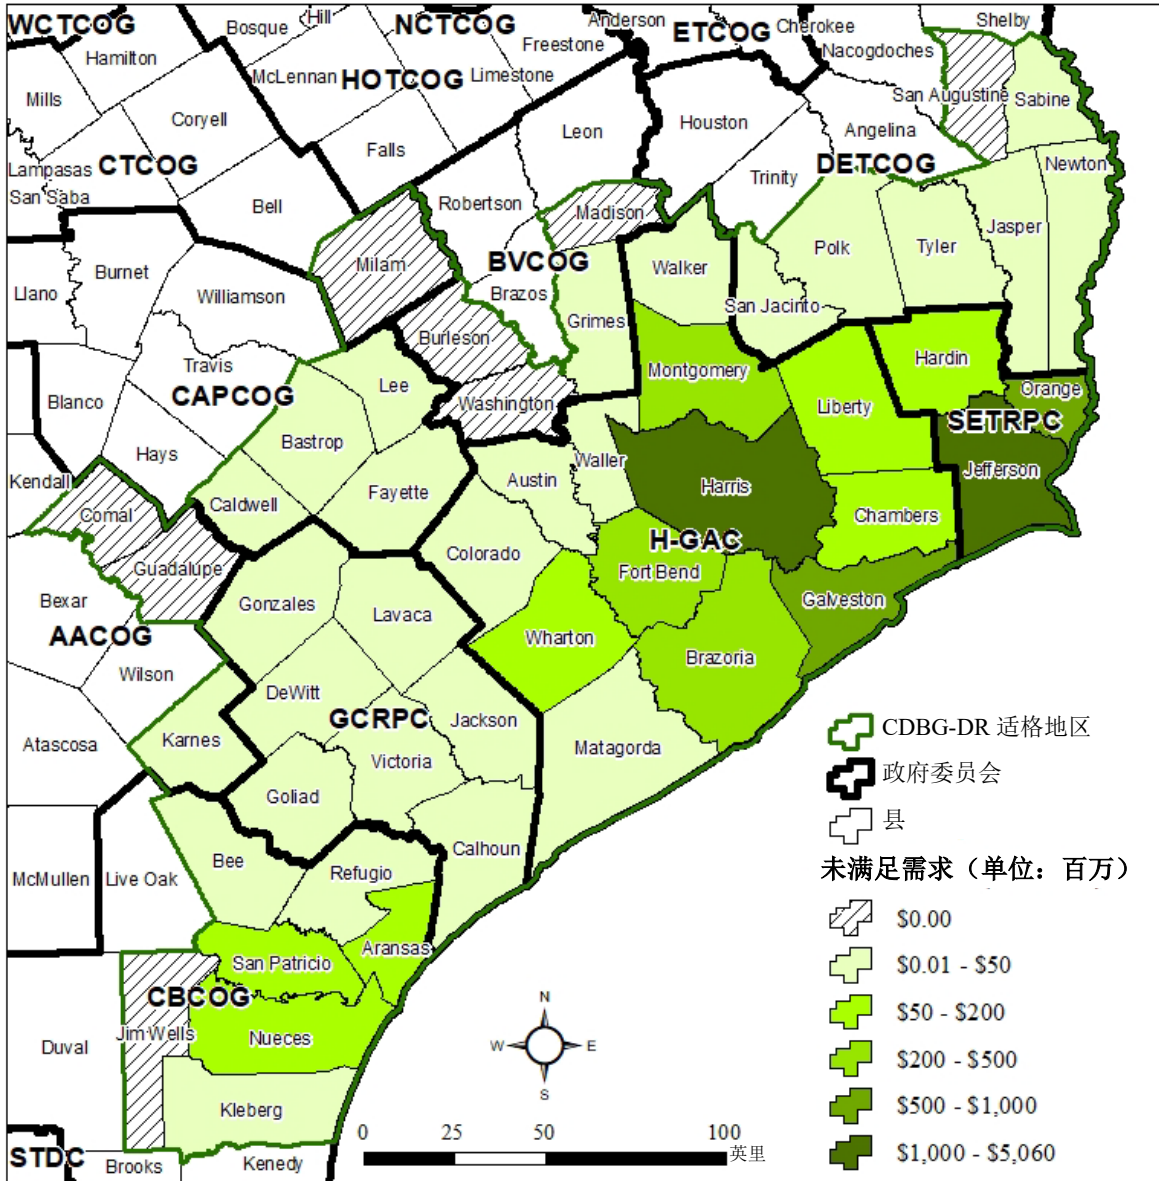 WCTCOG
Hill
Bosque
NCTCOG
Anderson
ETCOG
Cherokee
Shelby
Hamilton
Freestone
Nacogdoches
McLennan
HOTCOG
Limestone
Mills
San Augustine
Sabine
Coryell
Leon
Houston
Angelina
Falls
Lampasas
CTCOG
DETCOG
Newton
San Saba
Trinity
Bell
Robertson
Madison
Jasper
Polk
Tyler
Milam
BVCOG
Walker
Burnet
Llano
Williamson
Brazos
San Jacinto
Grimes
Burleson
Hardin
Travis
Montgomery
Lee
Orange
Blanco
CAPCOG
Washington
Liberty
SETRPC
Bastrop
Hays
Waller
Jefferson
Kendall
Austin
Harris
Fayette
Caldwell
Comal
Chambers
H-GAC
Colorado
Guadalupe
Fort Bend
Bexar
Gonzales
Galveston
Lavaca
AACOG
Wharton
Brazoria
Wilson
DeWitt
GCRPC
Jackson
Karnes
Atascosa
Matagorda
Victoria
Goliad
Calhoun
Bee
Refugio
McMullen
Live Oak
Aransas
San Patricio
CBCOG
Jim Wells
Nueces
Duval
Kleberg
STDC
Brooks
Kenedy
N
W
E
S
0
25
50
100
英里
CDBG-DR 适格地区
政府委员会
县
未满足需求（单位：百万）
$0.00
$0.01 - $50
$50 - $200
$200 - $500
$500 - $1,000
$1,000 - $5,060